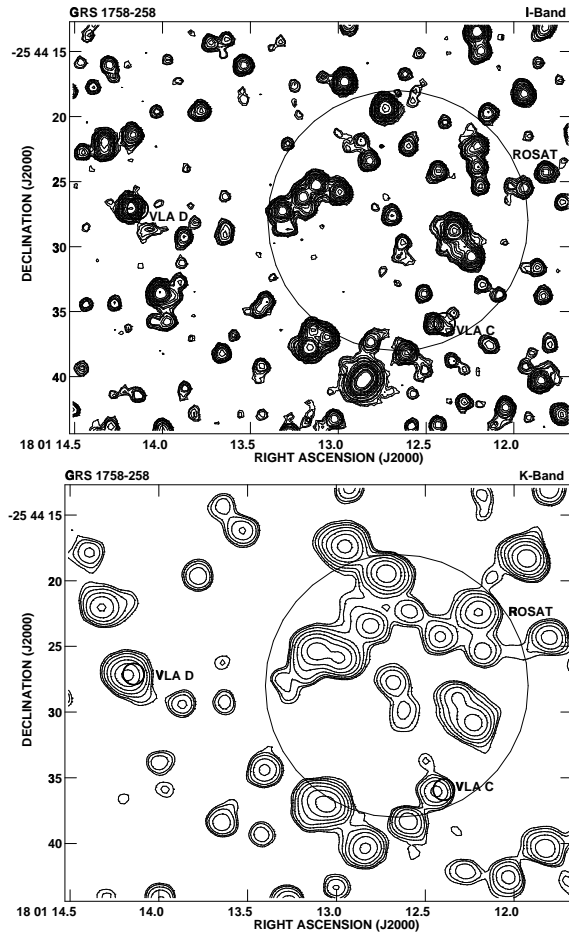 GRS 1758-258 I-Band
-25 44 15
20
25
30
35
40
DECLINATION (J2000)
ROSAT
VLA D
VLA C
18 01 14.5 14.0 13.5 13.0 12.5 12.0
RIGHT ASCENSION (J2000)
GRS 1758-258 K-Band
-25 44 15
20
25
30
35
40
DECLINATION (J2000)
ROSAT
VLA D
VLA C
18 01 14.5 14.0 13.5 13.0 12.5 12.0
RIGHT ASCENSION (J2000)